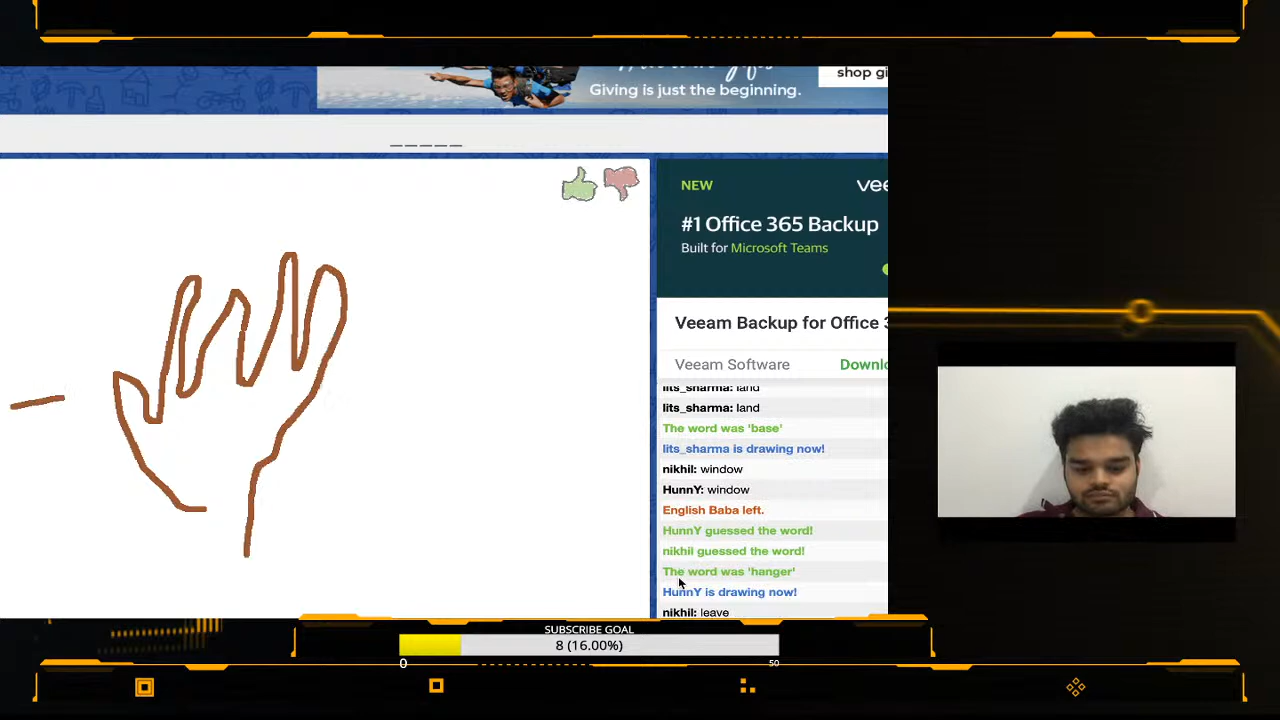 shop gi
Giving is just the beginning.
_ _ _ _ _
NEW
vee
#1 Office 365 Backup
Built for Microsoft Teams
Veeam Backup for Office 3
Veeam Software
Downlo
lits_sharma: land
lits_sharma: land
The word was 'base'
lits_sharma is drawing now!
nikhil: window
HunnY: window
English Baba left.
HunnY guessed the word!
nikhil guessed the word!
The word was 'hanger'
HunnY is drawing now!
nikhil: leave
SUBSCRIBE GOAL
8 (16.00%)
0
50